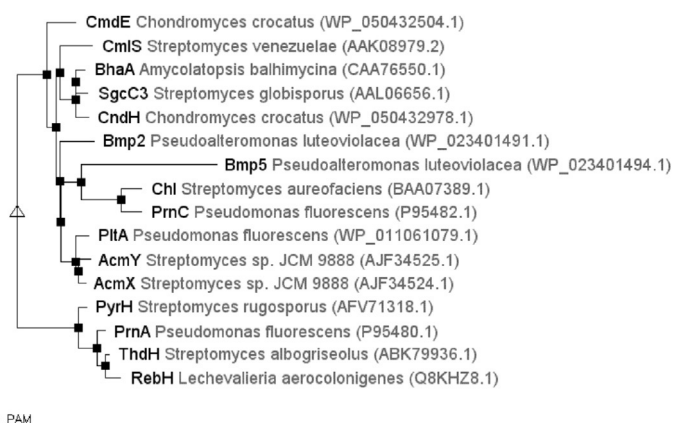 CmdE Chondromyces crocatus (WP_050432504.1)
CmlS Streptomyces venezuelae (AAK08979.2)
BhaA Amycolatopsis balhimycina (CAA76550.1)
SgcC3 Streptomyces globisporus (AAL06656.1)
CndH Chondromyces crocatus (WP_050432978.1)
Bmp2 Pseudoalteromonas luteoviolacea (WP_023401491.1)
Bmp5 Pseudoalteromonas luteoviolacea (WP_023401494.1)
Chl Streptomyces aureofaciens (BAA07389.1)
PrnC Pseudomonas fluorescens (P95482.1)
PltA Pseudomonas fluorescens (WP_011061079.1)
AcmY Streptomyces sp. JCM 9888 (AJF34525.1)
AcmX Streptomyces sp. JCM 9888 (AJF34524.1)
PyrH Streptomyces rugosporus (AFV71318.1)
PrnA Pseudomonas fluorescens (P95480.1)
ThdH Streptomyces albogriseolus (ABK79936.1)
RebH Lechevalieria aerocolonigenes (Q8KHZ8.1)
PAM